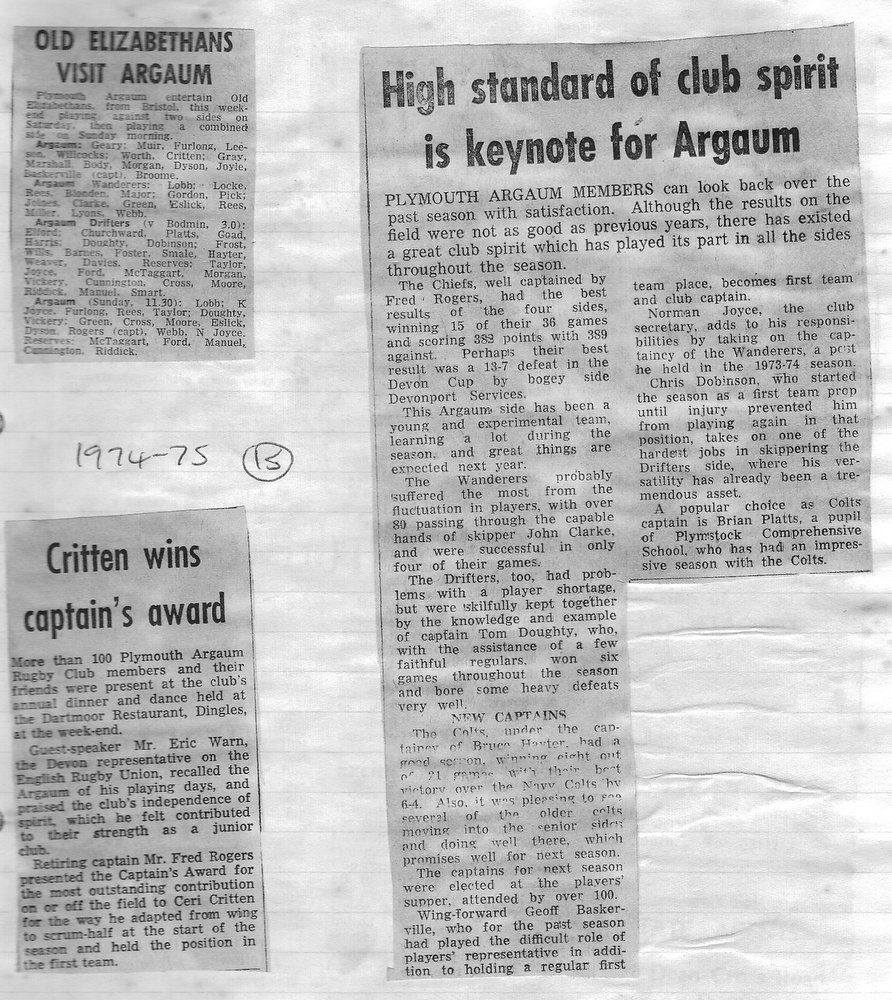 OLD ELIZABETHANS
VISIT ARGAUM
Plymouth Argaum entertain Old
Elizabethans, from Bristol, this week-
end playing against two sides on
Saturday, then playing a combined
side on Sunday morning.
Argaum: Geary; Muir, Furlong, Lee-
son, Willcocks; Worth, Critten; Gray,
Marshall, Body, Morgan, Dyson, Joyle,
Baskerville (capt), Broome.
Argaum Wanderers: Lobb; Locke,
Rees, Blonden, Major; Gordon, Pick;
Joines, Clarke, Green, Eslick, Rees,
Miller, Lyons, Webb.
Argaum Drifters (v Bodmin, 3.0):
Elford; Churchward, Platts, Goad,
Harris; Doughty, Dobinson; Frost,
Wills, Barnes, Foster, Smale, Hayter,
Weaver, Davies. Reserves: Taylor,
Joyce, Ford, McTaggart, Morgan,
Vickery, Cunnington, Cross, Moore,
Riddick, Manuel, Smart.
Argaum (Sunday, 11.30): Lobb; K
Joyce, Furlong, Rees, Taylor; Doughty,
Vickery; Green, Cross, Moore, Eslick,
Dyson, Rogers (capt), Webb, N Joyce.
Reserves: McTaggart, Ford, Manuel,
Cunnington, Riddick.
1974-75 B
Critten wins
captain's award
More than 100 Plymouth Argaum
Rugby Club members and their
friends were present at the club's
annual dinner and dance held at
the Dartmoor Restaurant, Dingles,
at the week-end.
Guest-speaker Mr. Eric Warn,
the Devon representative on the
English Rugby Union, recalled the
Argaum of his playing days, and
praised the club's independence of
spirit, which he felt contributed
to their strength as a junior
club.
Retiring captain Mr. Fred Rogers
presented the Captain's Award for
the most outstanding contribution
on or off the field to Ceri Critten
for the way he adapted from wing
to scrum-half at the start of the
season and held the position in
the first team.
High standard of club spirit
is keynote for Argaum
PLYMOUTH ARGAUM MEMBERS can look back over the
past season with satisfaction. Although the results on the
field were not as good as previous years, there has existed
a great club spirit which has played its part in all the sides
throughout the season.
The Chiefs, well captained by
Fred Rogers, had the best
results of the four sides,
winning 15 of their 36 games
and scoring 382 points with 389
against. Perhaps their best
result was a 13-7 defeat in the
Devon Cup by bogey side
Devonport Services.
This Argaum side has been a
young and experimental team,
learning a lot during the
season, and great things are
expected next year.
The Wanderers probably
suffered the most from the
fluctuation in players, with over
80 passing through the capable
hands of skipper John Clarke,
and were successful in only
four of their games.
The Drifters, too, had prob-
lems with a player shortage,
but were skilfully kept together
by the knowledge and example
of captain Tom Doughty, who,
with the assistance of a few
faithful regulars, won six
games throughout the season
and bore some heavy defeats
very well.
NEW CAPTAINS
The Colts, under the cap-
taincy of Bruce Hayter, had a
good season, winning eight out
of 21 games with their best
victory over the Navy Colts by
6-4. Also, it was pleasing to see
several of the older colts
moving into the senior sides
and doing well there, which
promises well for next season.
The captains for next season
were elected at the players'
supper, attended by over 100.
Wing-forward Geoff Basker-
ville, who for the past season
had played the difficult role of
players' representative in addi-
tion to holding a regular first
team place, becomes first team
and club captain.
Norman Joyce, the club
secretary, adds to his responsi-
bilities by taking on the cap-
taincy of the Wanderers, a post
he held in the 1973-74 season.
Chris Dobinson, who started
the season as a first team prop
until injury prevented him
from playing again in that
position, takes on one of the
hardest jobs in skippering the
Drifters side, where his ver-
satility has already been a tre-
mendous asset.
A popular choice as Colts
captain is Brian Platts, a pupil
of Plymstock Comprehensive
School, who has had an impres-
sive season with the Colts.